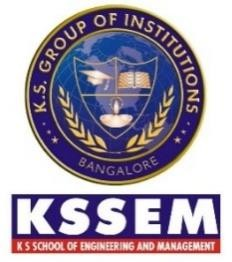 K.S. GROUP OF INSTITUTIONS
BANGALORE
KSSEM
K S SCHOOL OF ENGINEERING AND MANAGEMENT